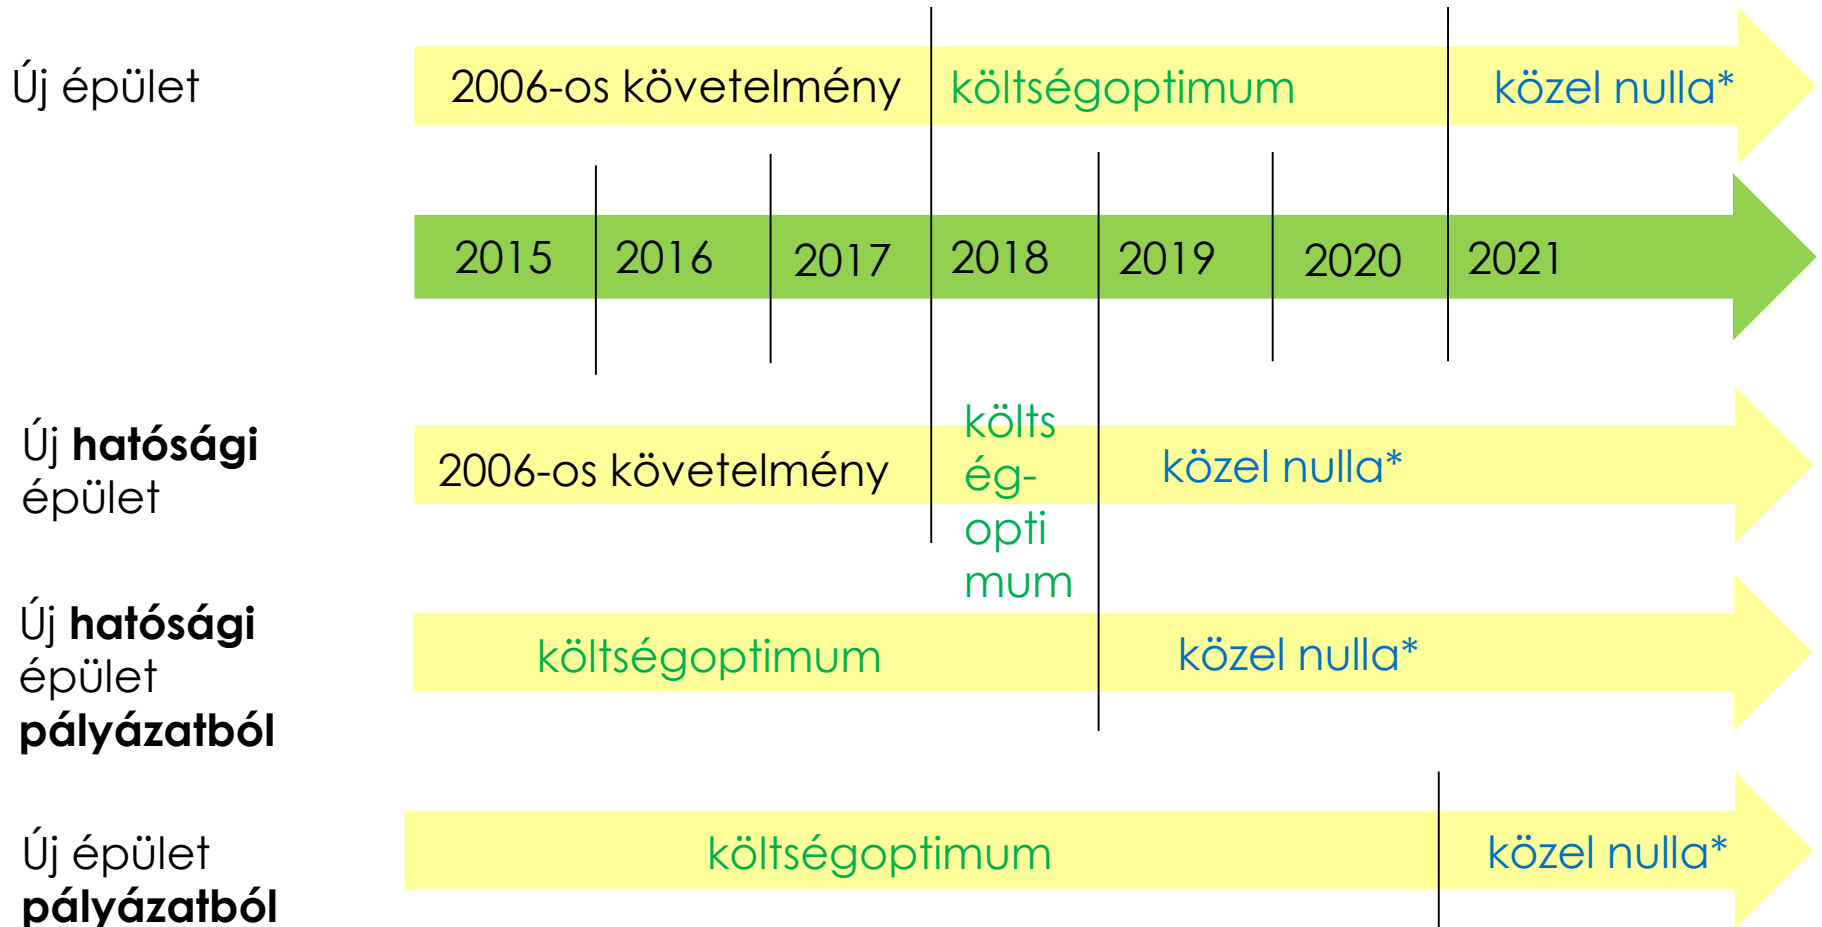 Új épület
2006-os követelmény
költségoptimum
közel nulla*
2015
2016
2017
2018
2019
2020
2021
Új hatósági
épület
2006-os követelmény
költs
ég-
opti
mum
közel nulla*
Új hatósági
épület
pályázatból
költségoptimum
közel nulla*
Új épület
pályázatból
költségoptimum
közel nulla*